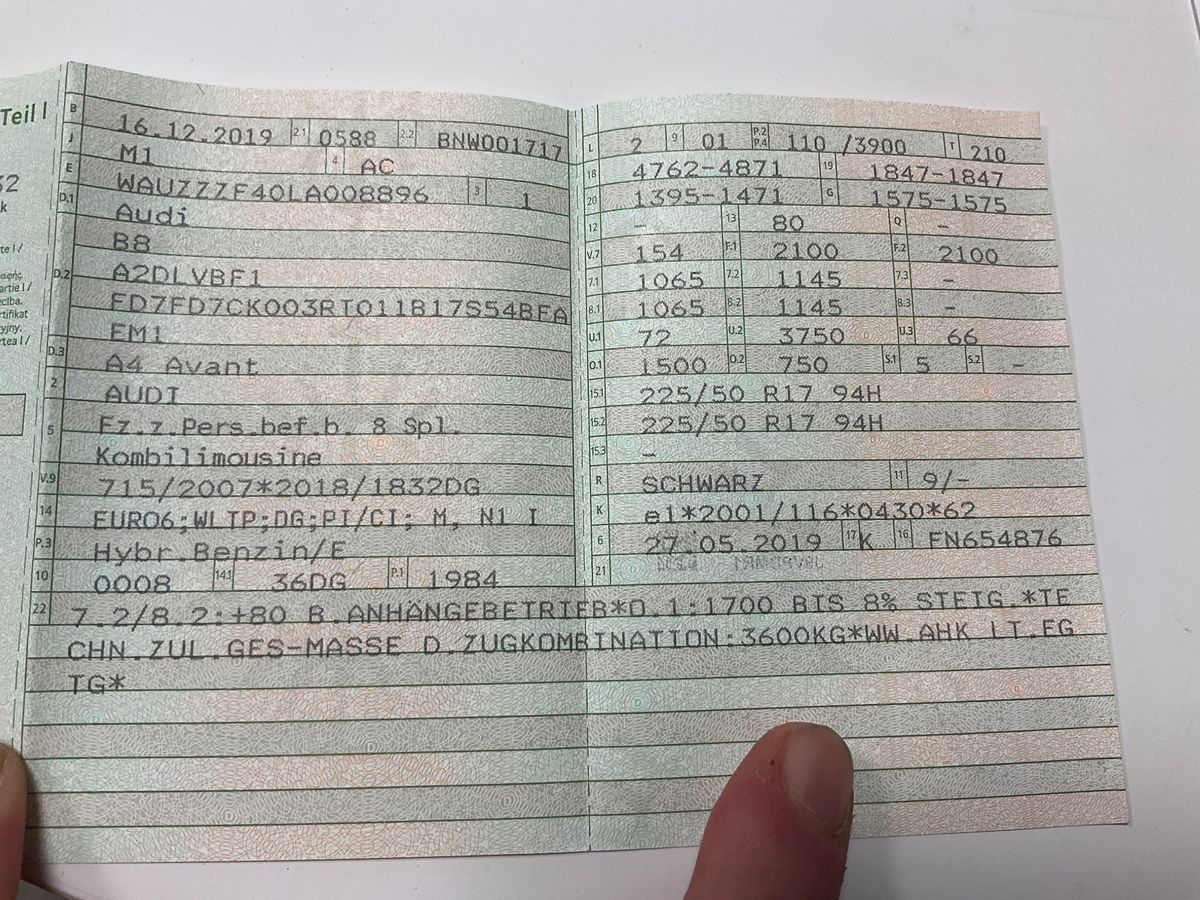 Teil I
B 16.12.2019 2.1 0588 2.2 BNW001717
J M1 4 AC
E WAUZZZF40LA008896 3 1
D.1 Audi
B8
D.2 A2DLVBF1
FD7FD7CK003RT011B17S54BFA
EM1
D.3 A4 Avant
2 AUDI
5 Fz.z.Pers.bef.b. 8 Spl.
Kombilimousine
V.9 715/2007*2018/1832DG
14 EURO6;WLTP;DG;PI/CI; M, N1 I
P.3 Hybr.Benzin/E
10 0008 14.1 36DG P.1 1984
L 2 9 01 P.2 P.4 110 /3900 T 210
18 4762-4871 19 1847-1847
20 1395-1471 G 1575-1575
12 - 13 80 Q -
V.7 154 F.1 2100 F.2 2100
7.1 1065 7.2 1145 7.3 -
8.1 1065 8.2 1145 8.3 -
U.1 72 U.2 3750 U.3 66
O.1 1500 O.2 750 S.1 5 S.2 -
15.1 225/50 R17 94H
15.2 225/50 R17 94H
15.3 -
R SCHWARZ 11 9/-
K e1*2001/116*0430*62
6 27.05.2019 17 K 16 FN654876
21
22 7.2/8.2:+80 B.ANHÄNGEBETRIEB*O.1:1700 BIS 8% STEIG.*TE
CHN.ZUL.GES-MASSE D.ZUGKOMBINATION:3600KG*WW.AHK LT.EG
TG*